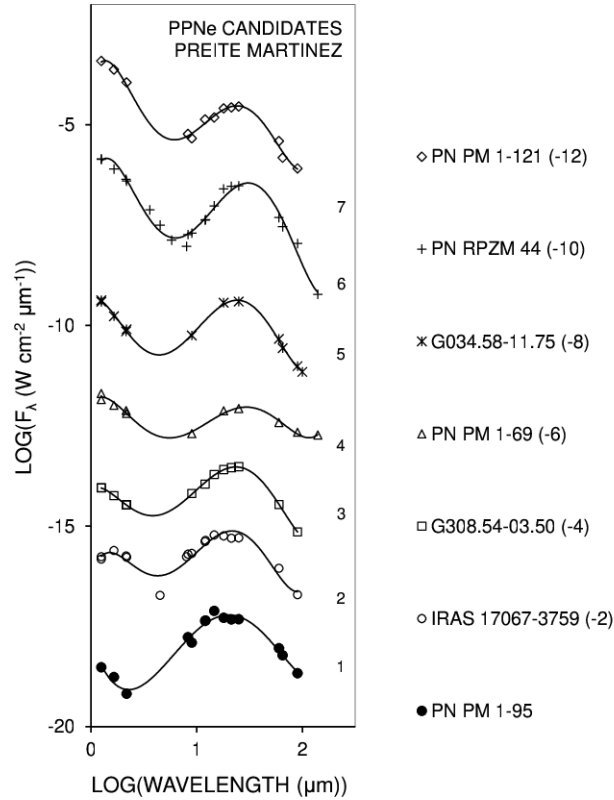 PPNe CANDIDATES
PREITE MARTINEZ
-5
-10
-15
-20
0
1
2
LOG(Fλ (W cm⁻² µm⁻¹))
LOG(WAVELENGTH (µm))
7
6
5
4
3
2
1
PN PM 1-121 (-12)
PN RPZM 44 (-10)
G034.58-11.75 (-8)
PN PM 1-69 (-6)
G308.54-03.50 (-4)
IRAS 17067-3759 (-2)
PN PM 1-95